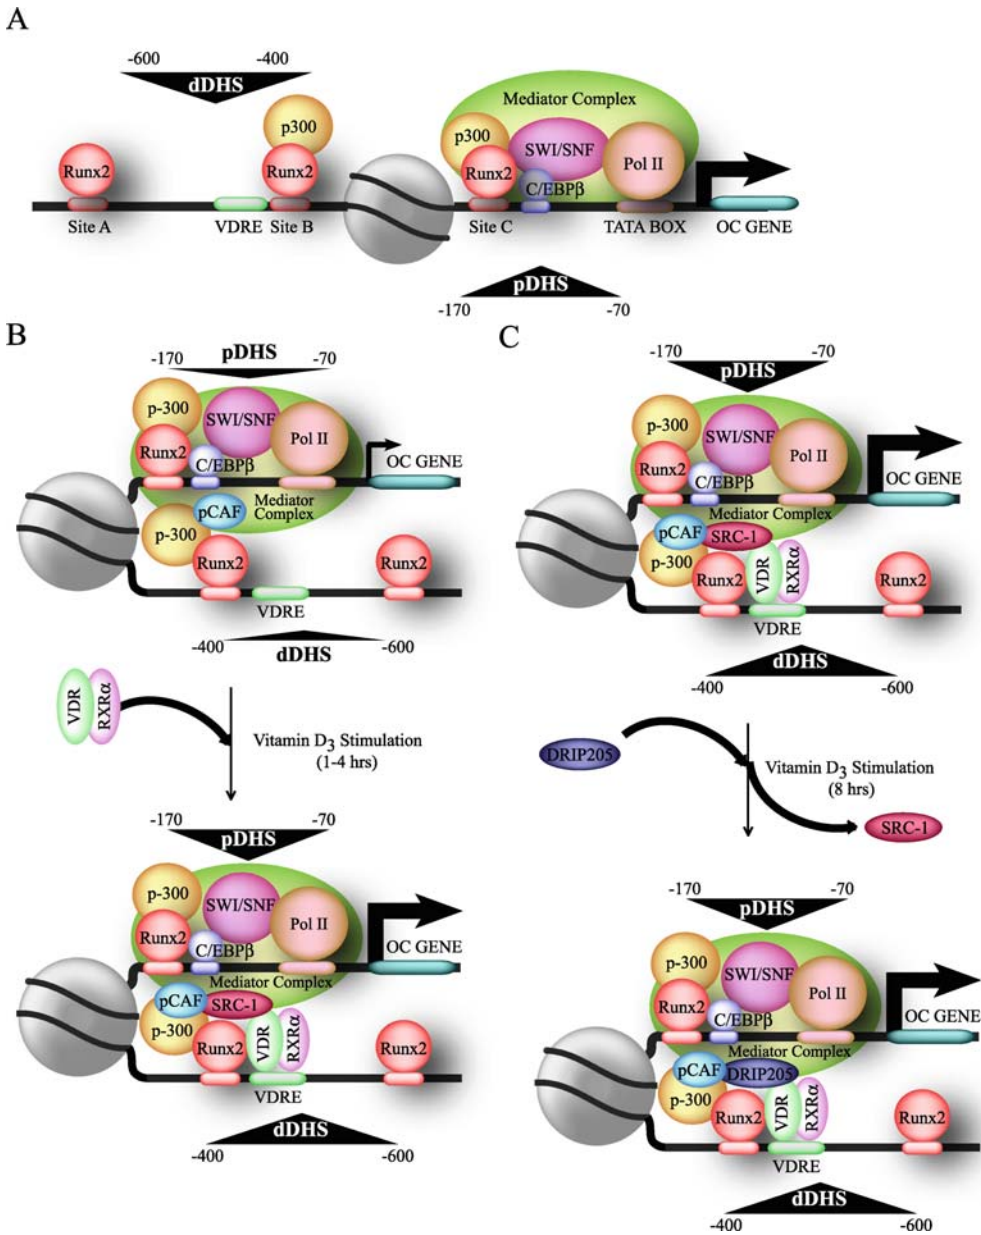 A
-600 -400
dDHS
p300
Runx2
Runx2
Site A
VDRE
Site B
Mediator Complex
p300
SWI/SNF
Runx2
C/EBPβ
Pol II
Site C
TATA BOX
OC GENE
pDHS
-170 -70
B
-170 pDHS -70
p-300
SWI/SNF
Runx2
C/EBPβ
Pol II
OC GENE
pCAF
Mediator
Complex
p-300
Runx2
Runx2
VDRE
-400 dDHS -600
VDR
RXRα
Vitamin D3 Stimulation
(1-4 hrs)
-170 -70
pDHS
p-300
SWI/SNF
Runx2
C/EBPβ
Pol II
OC GENE
Mediator Complex
pCAF
SRC-1
p-300
Runx2
VDR
RXRα
Runx2
VDRE
dDHS
-400 -600
C
-170 -70
pDHS
p-300
SWI/SNF
Runx2
C/EBPβ
Pol II
OC GENE
Mediator Complex
pCAF
SRC-1
p-300
Runx2
VDR
RXRα
Runx2
VDRE
dDHS
-400 -600
DRIP205
Vitamin D3 Stimulation
(8 hrs)
SRC-1
-170 -70
pDHS
p-300
SWI/SNF
Runx2
C/EBPβ
Pol II
OC GENE
Mediator Complex
pCAF
DRIP205
p-300
Runx2
VDR
RXRα
Runx2
VDRE
dDHS
-400 -600